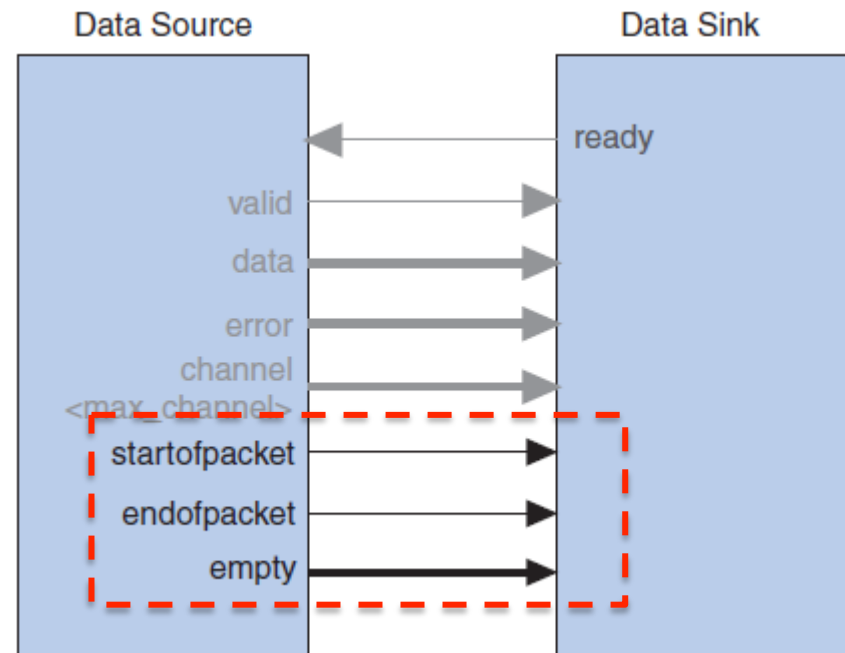 Data Source
Data Sink
ready
valid
data
error
channel
<max_channel>
startofpacket
endofpacket
empty